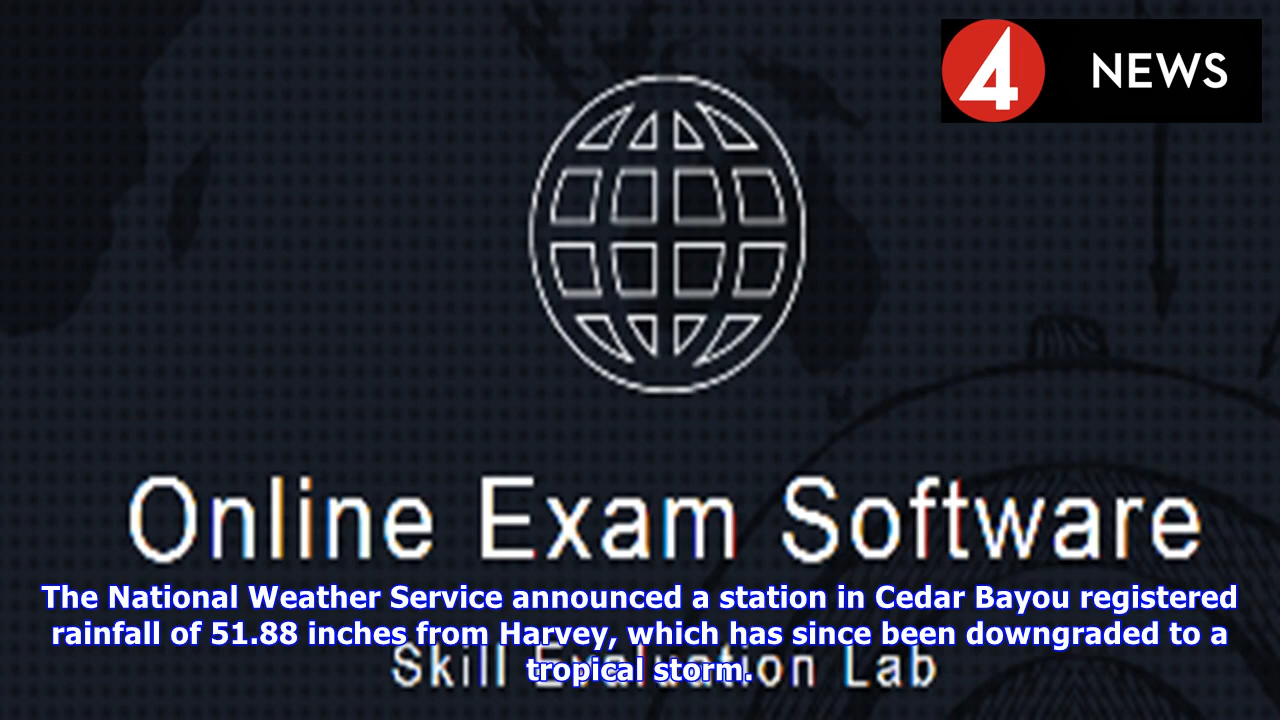 4 NEWS
Online Exam Software
The National Weather Service announced a station in Cedar Bayou registered
rainfall of 51.88 inches from Harvey, which has since been downgraded to a
tropical storm.
Skill Evaluation Lab